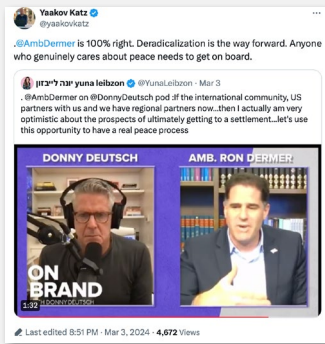 Yaakov Katz
@yaakovkatz
.@AmbDermer is 100% right. Deradicalization is the way forward. Anyone
who genuinely cares about peace needs to get on board.
יונה לייבזון yuna leibzon @YunaLeibzon · Mar 3
. @AmbDermer on @DonnyDeutsch pod :If the international community, US
partners with us and we have regional partners now...then I actually am very
optimistic about the prospects of ultimately getting to a settlement...let's use
this opportunity to have a real peace process
DONNY DEUTSCH
AMB. RON DERMER
ON
BRAND
H DONNY DEUTSCH
1:32
Last edited 8:51 PM · Mar 3, 2024 · 4,672 Views